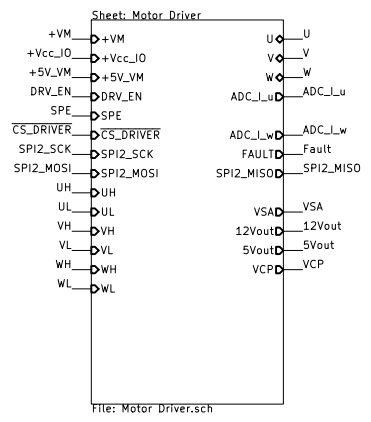 Sheet: Motor Driver
+VM +VM U U
+Vcc_IO +Vcc_IO V V
+5V_VM +5V_VM W W
DRV_EN DRV_EN ADC_I_u ADC_I_u
SPE SPE
CS_DRIVER CS_DRIVER ADC_I_w ADC_I_w
SPI2_SCK SPI2_SCK FAULT Fault
SPI2_MOSI SPI2_MOSI SPI2_MISO SPI2_MISO
UH UH
UL UL VSA VSA
VH VH 12Vout 12Vout
VL VL 5Vout 5Vout
WH WH VCP VCP
WL WL
File: Motor Driver.sch